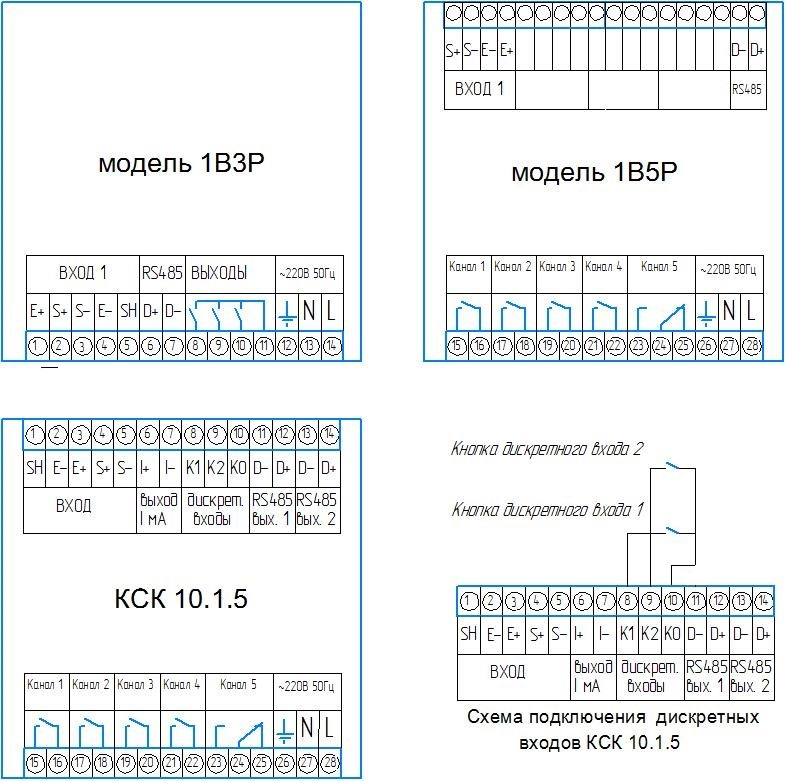 модель 1В3Р
ВХОД 1 RS485 ВЫХОДЫ ~220В 50Гц
E+ S+ S– E– SH D+ D– N L
1 2 3 4 5 6 7 8 9 10 11 12 13 14
S+ S– E– E+ D– D+
ВХОД 1 RS485
модель 1В5Р
Канал 1 Канал 2 Канал 3 Канал 4 Канал 5 ~220В 50Гц
N L
15 16 17 18 19 20 21 22 23 24 25 26 27 28
1 2 3 4 5 6 7 8 9 10 11 12 13 14
SH E– E+ S+ S– I+ I– K1 K2 K0 D– D+ D– D+
ВХОД выход дискрет. RS485 RS485
I мА входы вых. 1 вых. 2
КСК 10.1.5
Канал 1 Канал 2 Канал 3 Канал 4 Канал 5 ~220В 50Гц
N L
15 16 17 18 19 20 21 22 23 24 25 26 27 28
Кнопка дискретного входа 2
Кнопка дискретного входа 1
1 2 3 4 5 6 7 8 9 10 11 12 13 14
SH E– E+ S+ S– I+ I– K1 K2 K0 D– D+ D– D+
ВХОД выход дискрет. RS485 RS485
I мА входы вых. 1 вых. 2
Схема подключения дискретных
входов КСК 10.1.5